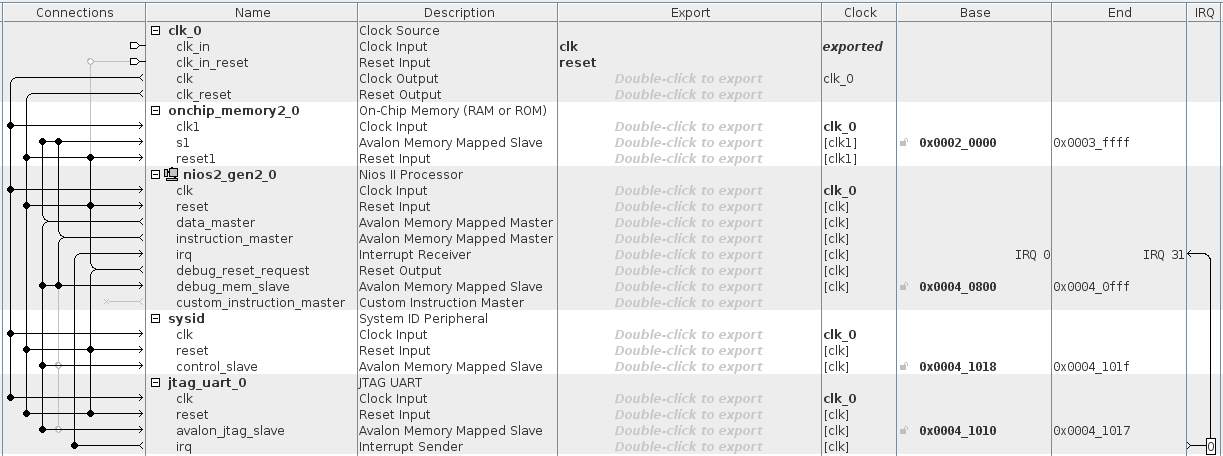 Connections Name Description Export Clock Base End IRQ
clk_0 Clock Source
clk_in Clock Input clk exported
clk_in_reset Reset Input reset
clk Clock Output Double-click to export clk_0
clk_reset Reset Output Double-click to export
onchip_memory2_0 On-Chip Memory (RAM or ROM)
clk1 Clock Input Double-click to export clk_0
s1 Avalon Memory Mapped Slave Double-click to export [clk1] 0x0002_0000 0x0003_ffff
reset1 Reset Input Double-click to export [clk1]
nios2_gen2_0 Nios II Processor
clk Clock Input Double-click to export clk_0
reset Reset Input Double-click to export [clk]
data_master Avalon Memory Mapped Master Double-click to export [clk]
instruction_master Avalon Memory Mapped Master Double-click to export [clk]
irq Interrupt Receiver Double-click to export [clk] IRQ 0 IRQ 31
debug_reset_request Reset Output Double-click to export [clk]
debug_mem_slave Avalon Memory Mapped Slave Double-click to export [clk] 0x0004_0800 0x0004_0fff
custom_instruction_master Custom Instruction Master Double-click to export
sysid System ID Peripheral
clk Clock Input Double-click to export clk_0
reset Reset Input Double-click to export [clk]
control_slave Avalon Memory Mapped Slave Double-click to export [clk] 0x0004_1018 0x0004_101f
jtag_uart_0 JTAG UART
clk Clock Input Double-click to export clk_0
reset Reset Input Double-click to export [clk]
avalon_jtag_slave Avalon Memory Mapped Slave Double-click to export [clk] 0x0004_1010 0x0004_1017
irq Interrupt Sender Double-click to export [clk] 0